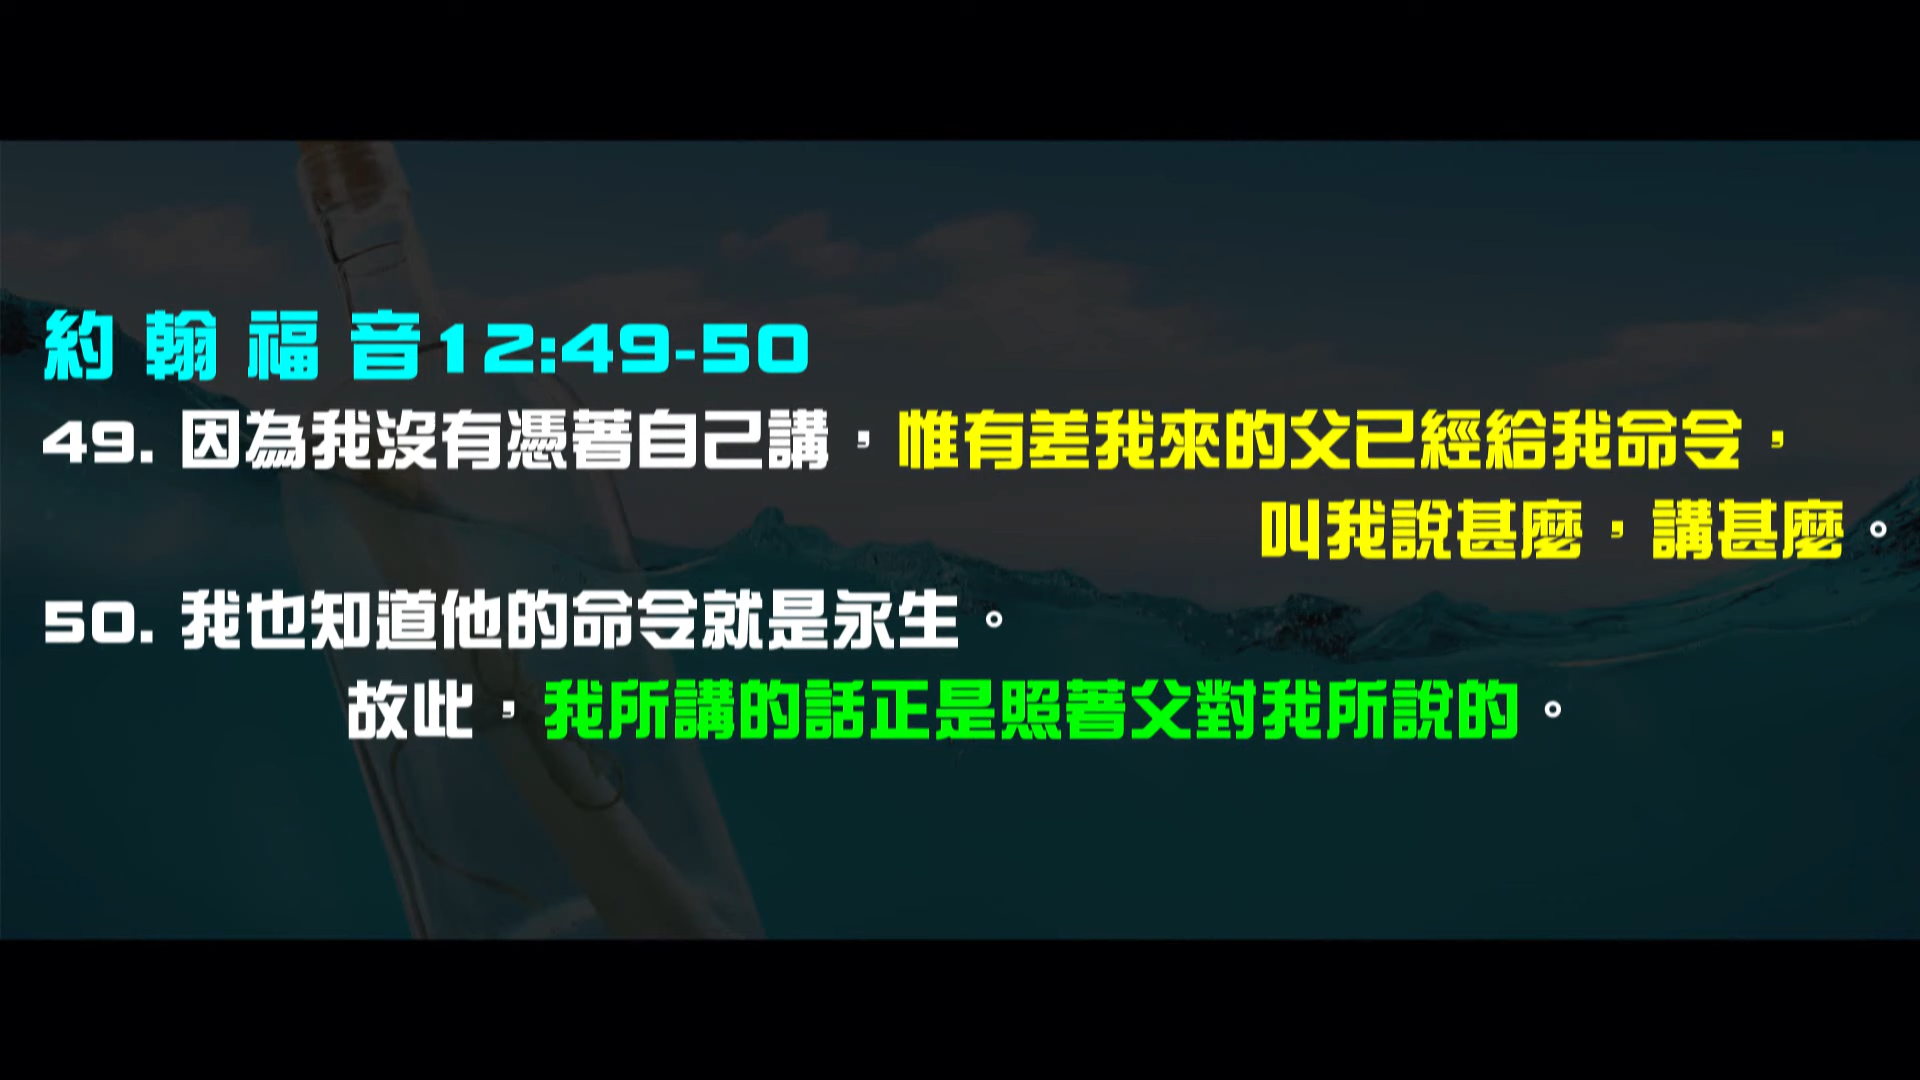 約翰福音12:49-50
49. 因為我沒有憑著自己講，惟有差我來的父已經給我命令，
叫我說甚麼，講甚麼。
50. 我也知道他的命令就是永生。
故此，我所講的話正是照著父對我所說的。